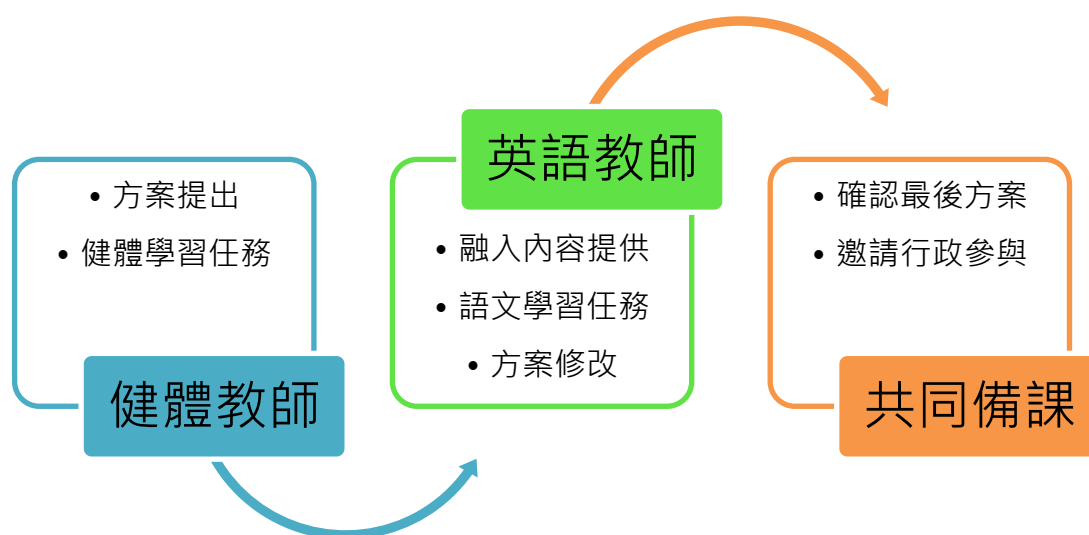 方案提出
健體學習任務
健體教師
英語教師
融入內容提供
語文學習任務
方案修改
確認最後方案
邀請行政參與
共同備課